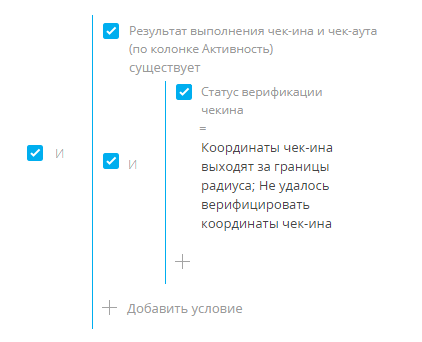 Результат выполнения чек-ина и чек-аута
(по колонке Активность)
существует
Статус верификации
чекина
=
Координаты чек-ина
выходят за границы
радиуса; Не удалось
верифицировать
координаты чек-ина
И
И
Добавить условие